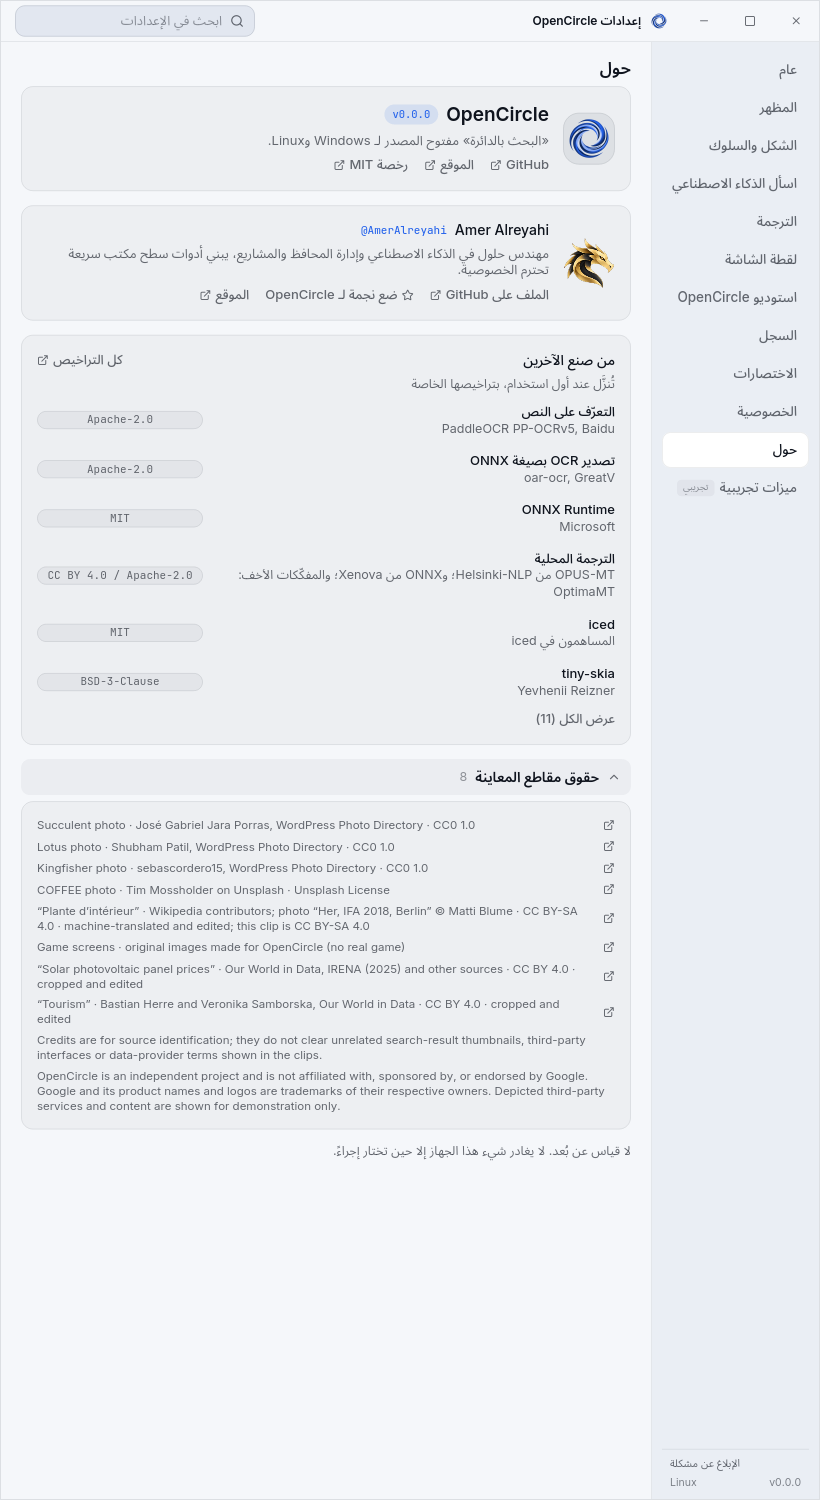 إعدادات OpenCircle
ابحث في الإعدادات
عام
المظهر
الشكل والسلوك
اسأل الذكاء الاصطناعي
الترجمة
لقطة الشاشة
استوديو OpenCircle
السجل
الاختصارات
الخصوصية
حول
ميزات تجريبية تجريبي
الإبلاغ عن مشكلة
v0.0.0 Linux
حول
OpenCircle v0.0.0
«البحث بالدائرة» مفتوح المصدر لـ Windows وLinux.
GitHub الموقع رخصة MIT
Amer Alreyahi @AmerAlreyahi
مهندس حلول في الذكاء الاصطناعي وإدارة المحافظ والمشاريع، يبني أدوات سطح مكتب سريعة
تحترم الخصوصية.
الملف على GitHub ضع نجمة لـ OpenCircle الموقع
من صنع الآخرين كل التراخيص
تُنزَّل عند أول استخدام، بتراخيصها الخاصة
التعرّف على النص
PaddleOCR PP-OCRv5, Baidu
Apache-2.0
تصدير OCR بصيغة ONNX
oar-ocr, GreatV
Apache-2.0
ONNX Runtime
Microsoft
MIT
الترجمة المحلية
OPUS-MT من Helsinki-NLP؛ وONNX من Xenova؛ والمفكّكات الأخف:
OptimaMT
CC BY 4.0 / Apache-2.0
iced
المساهمون في iced
MIT
tiny-skia
Yevhenii Reizner
BSD-3-Clause
عرض الكل (11)
حقوق مقاطع المعاينة 8
Succulent photo · José Gabriel Jara Porras, WordPress Photo Directory · CC0 1.0
Lotus photo · Shubham Patil, WordPress Photo Directory · CC0 1.0
Kingfisher photo · sebascordero15, WordPress Photo Directory · CC0 1.0
COFFEE photo · Tim Mossholder on Unsplash · Unsplash License
“Plante d’intérieur” · Wikipedia contributors; photo “Her, IFA 2018, Berlin” © Matti Blume · CC BY-SA
4.0 · machine-translated and edited; this clip is CC BY-SA 4.0
Game screens · original images made for OpenCircle (no real game)
“Solar photovoltaic panel prices” · Our World in Data, IRENA (2025) and other sources · CC BY 4.0 ·
cropped and edited
“Tourism” · Bastian Herre and Veronika Samborska, Our World in Data · CC BY 4.0 · cropped and
edited
Credits are for source identification; they do not clear unrelated search-result thumbnails, third-party
interfaces or data-provider terms shown in the clips.
OpenCircle is an independent project and is not affiliated with, sponsored by, or endorsed by Google.
Google and its product names and logos are trademarks of their respective owners. Depicted third-party
services and content are shown for demonstration only.
لا قياس عن بُعد. لا يغادر شيء هذا الجهاز إلا حين تختار إجراءً.